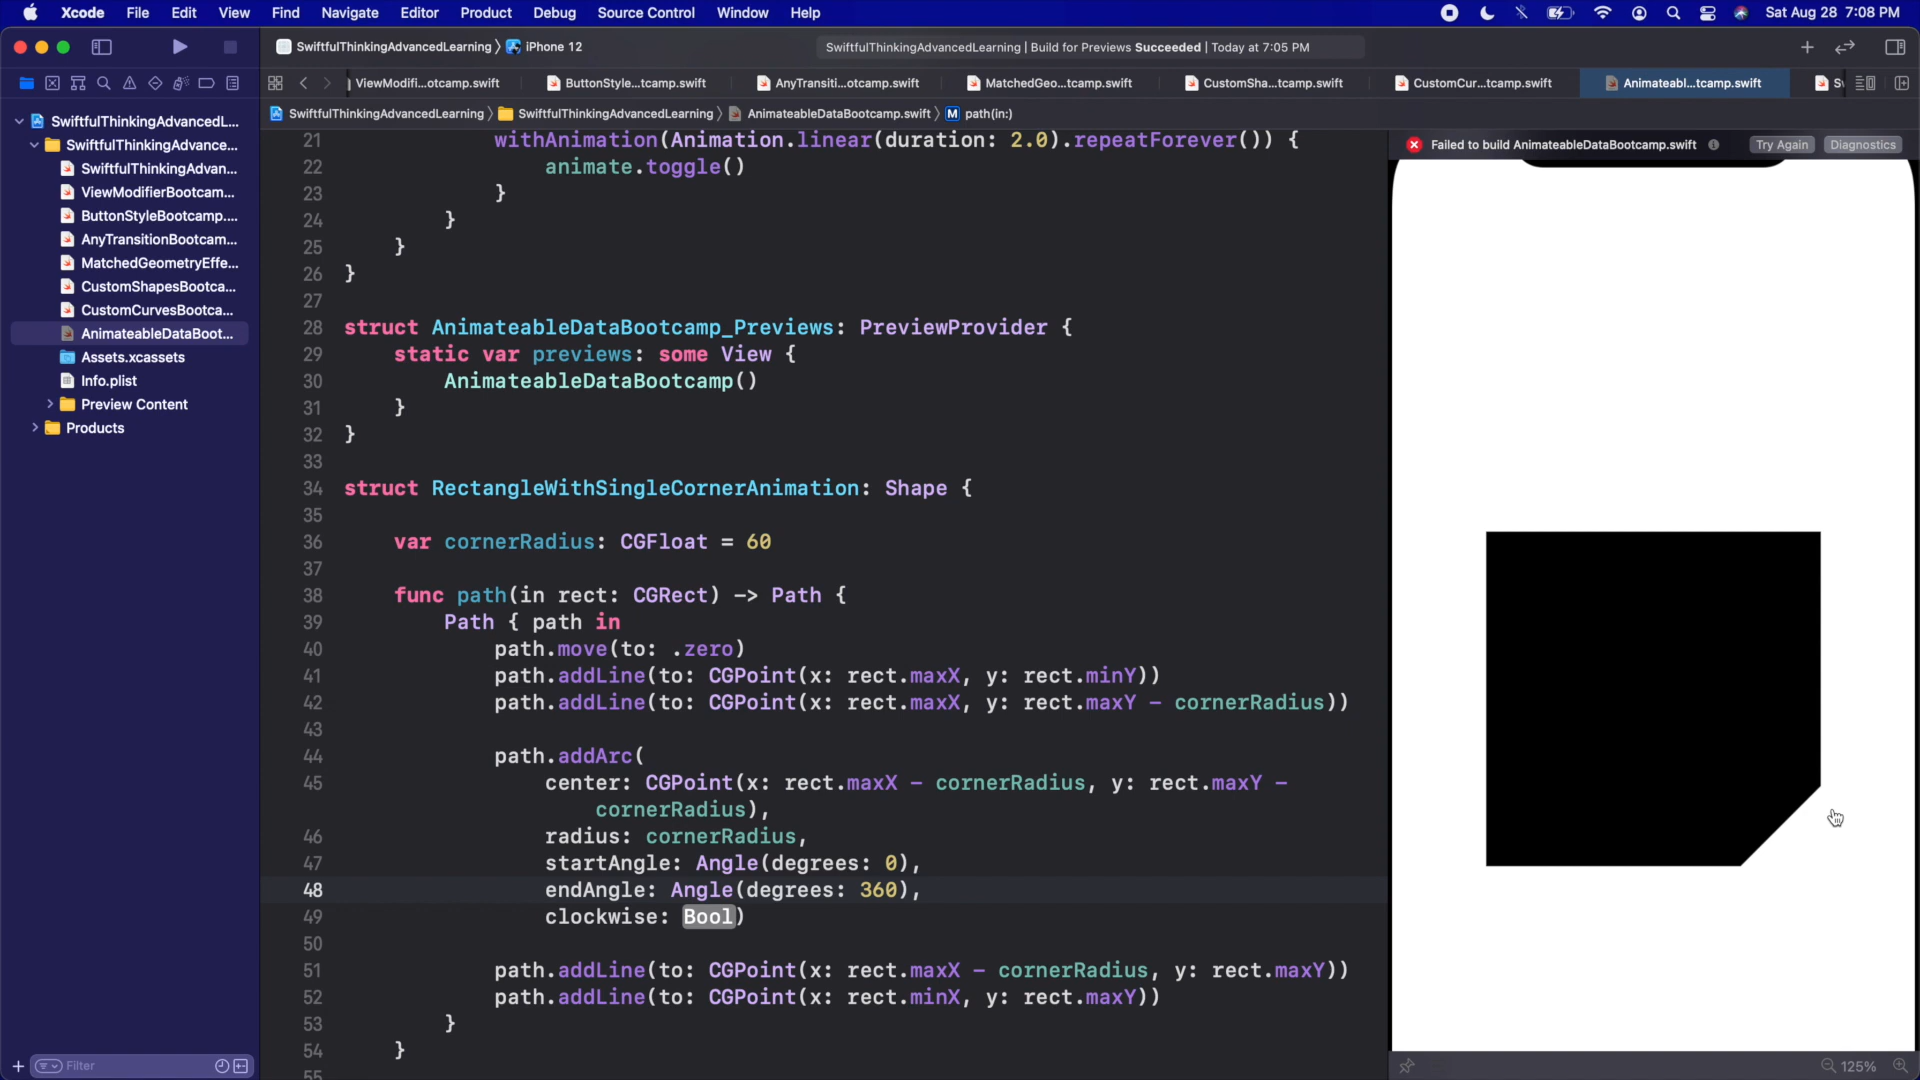 Xcode File Edit View Find Navigate Editor Product Debug Source Control Window Help Sat Aug 28 7:08 PM
SwiftfulThinkingAdvancedLearning 〉 iPhone 12
SwiftfulThinkingAdvancedLearning | Build for Previews Succeeded | Today at 7:05 PM
ViewModifi...otcamp.swift ButtonStyle...tcamp.swift AnyTransiti...otcamp.swift MatchedGeo...tcamp.swift CustomSha...tcamp.swift CustomCur...tcamp.swift Animateabl...tcamp.swift
SwiftfulThinkingAdvancedLearning 〉 SwiftfulThinkingAdvancedLearning 〉 AnimateableDataBootcamp.swift 〉 M path(in:)
SwiftfulThinkingAdvancedL...
SwiftfulThinkingAdvance...
SwiftfulThinkingAdvan...
ViewModifierBootcam...
ButtonStyleBootcamp....
AnyTransitionBootcam...
MatchedGeometryEffe...
CustomShapesBootca...
CustomCurvesBootca...
AnimateableDataBoot...
Assets.xcassets
Info.plist
Preview Content
Products
Filter
21 withAnimation(Animation.linear(duration: 2.0).repeatForever()) {
22 animate.toggle()
23 }
24 }
25 }
26 }
27
28 struct AnimateableDataBootcamp_Previews: PreviewProvider {
29 static var previews: some View {
30 AnimateableDataBootcamp()
31 }
32 }
33
34 struct RectangleWithSingleCornerAnimation: Shape {
35
36 var cornerRadius: CGFloat = 60
37
38 func path(in rect: CGRect) -> Path {
39 Path { path in
40 path.move(to: .zero)
41 path.addLine(to: CGPoint(x: rect.maxX, y: rect.minY))
42 path.addLine(to: CGPoint(x: rect.maxX, y: rect.maxY - cornerRadius))
43
44 path.addArc(
45 center: CGPoint(x: rect.maxX - cornerRadius, y: rect.maxY -
cornerRadius),
46 radius: cornerRadius,
47 startAngle: Angle(degrees: 0),
48 endAngle: Angle(degrees: 360),
49 clockwise: Bool)
50
51 path.addLine(to: CGPoint(x: rect.maxX - cornerRadius, y: rect.maxY))
52 path.addLine(to: CGPoint(x: rect.minX, y: rect.maxY))
53 }
54 }
55
Failed to build AnimateableDataBootcamp.swift Try Again Diagnostics
125%